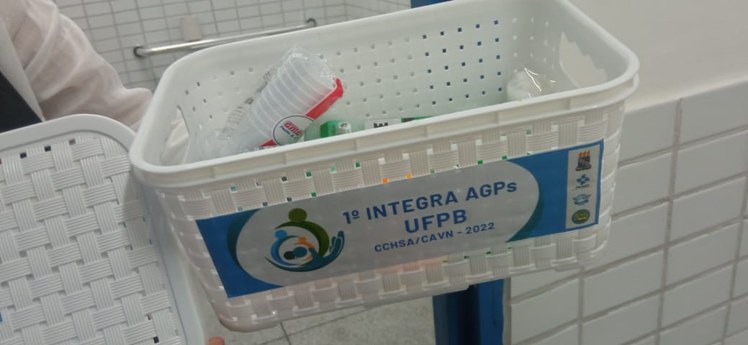 1º INTEGRA AGPs
UFPB
CCHSA/CAVN - 2022